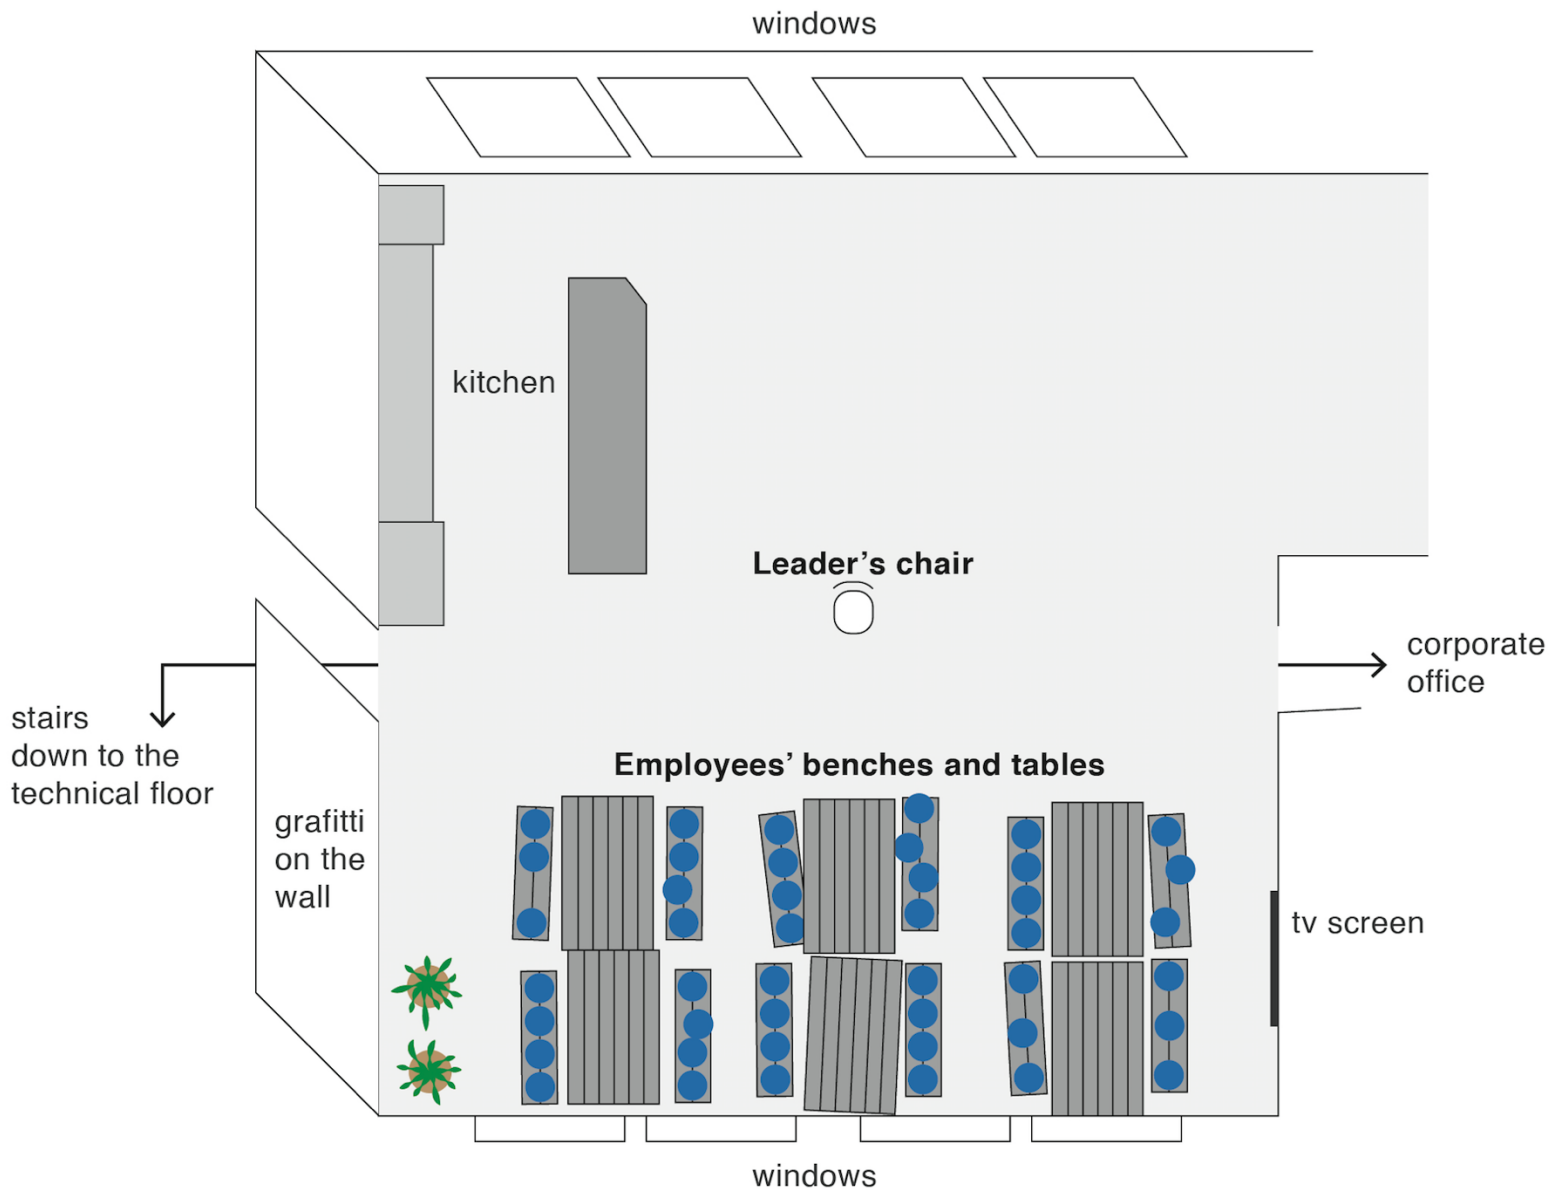 windows
kitchen
Leader’s chair
corporate
office
stairs
down to the
technical floor
Employees’ benches and tables
grafitti
on the
wall
tv screen
windows